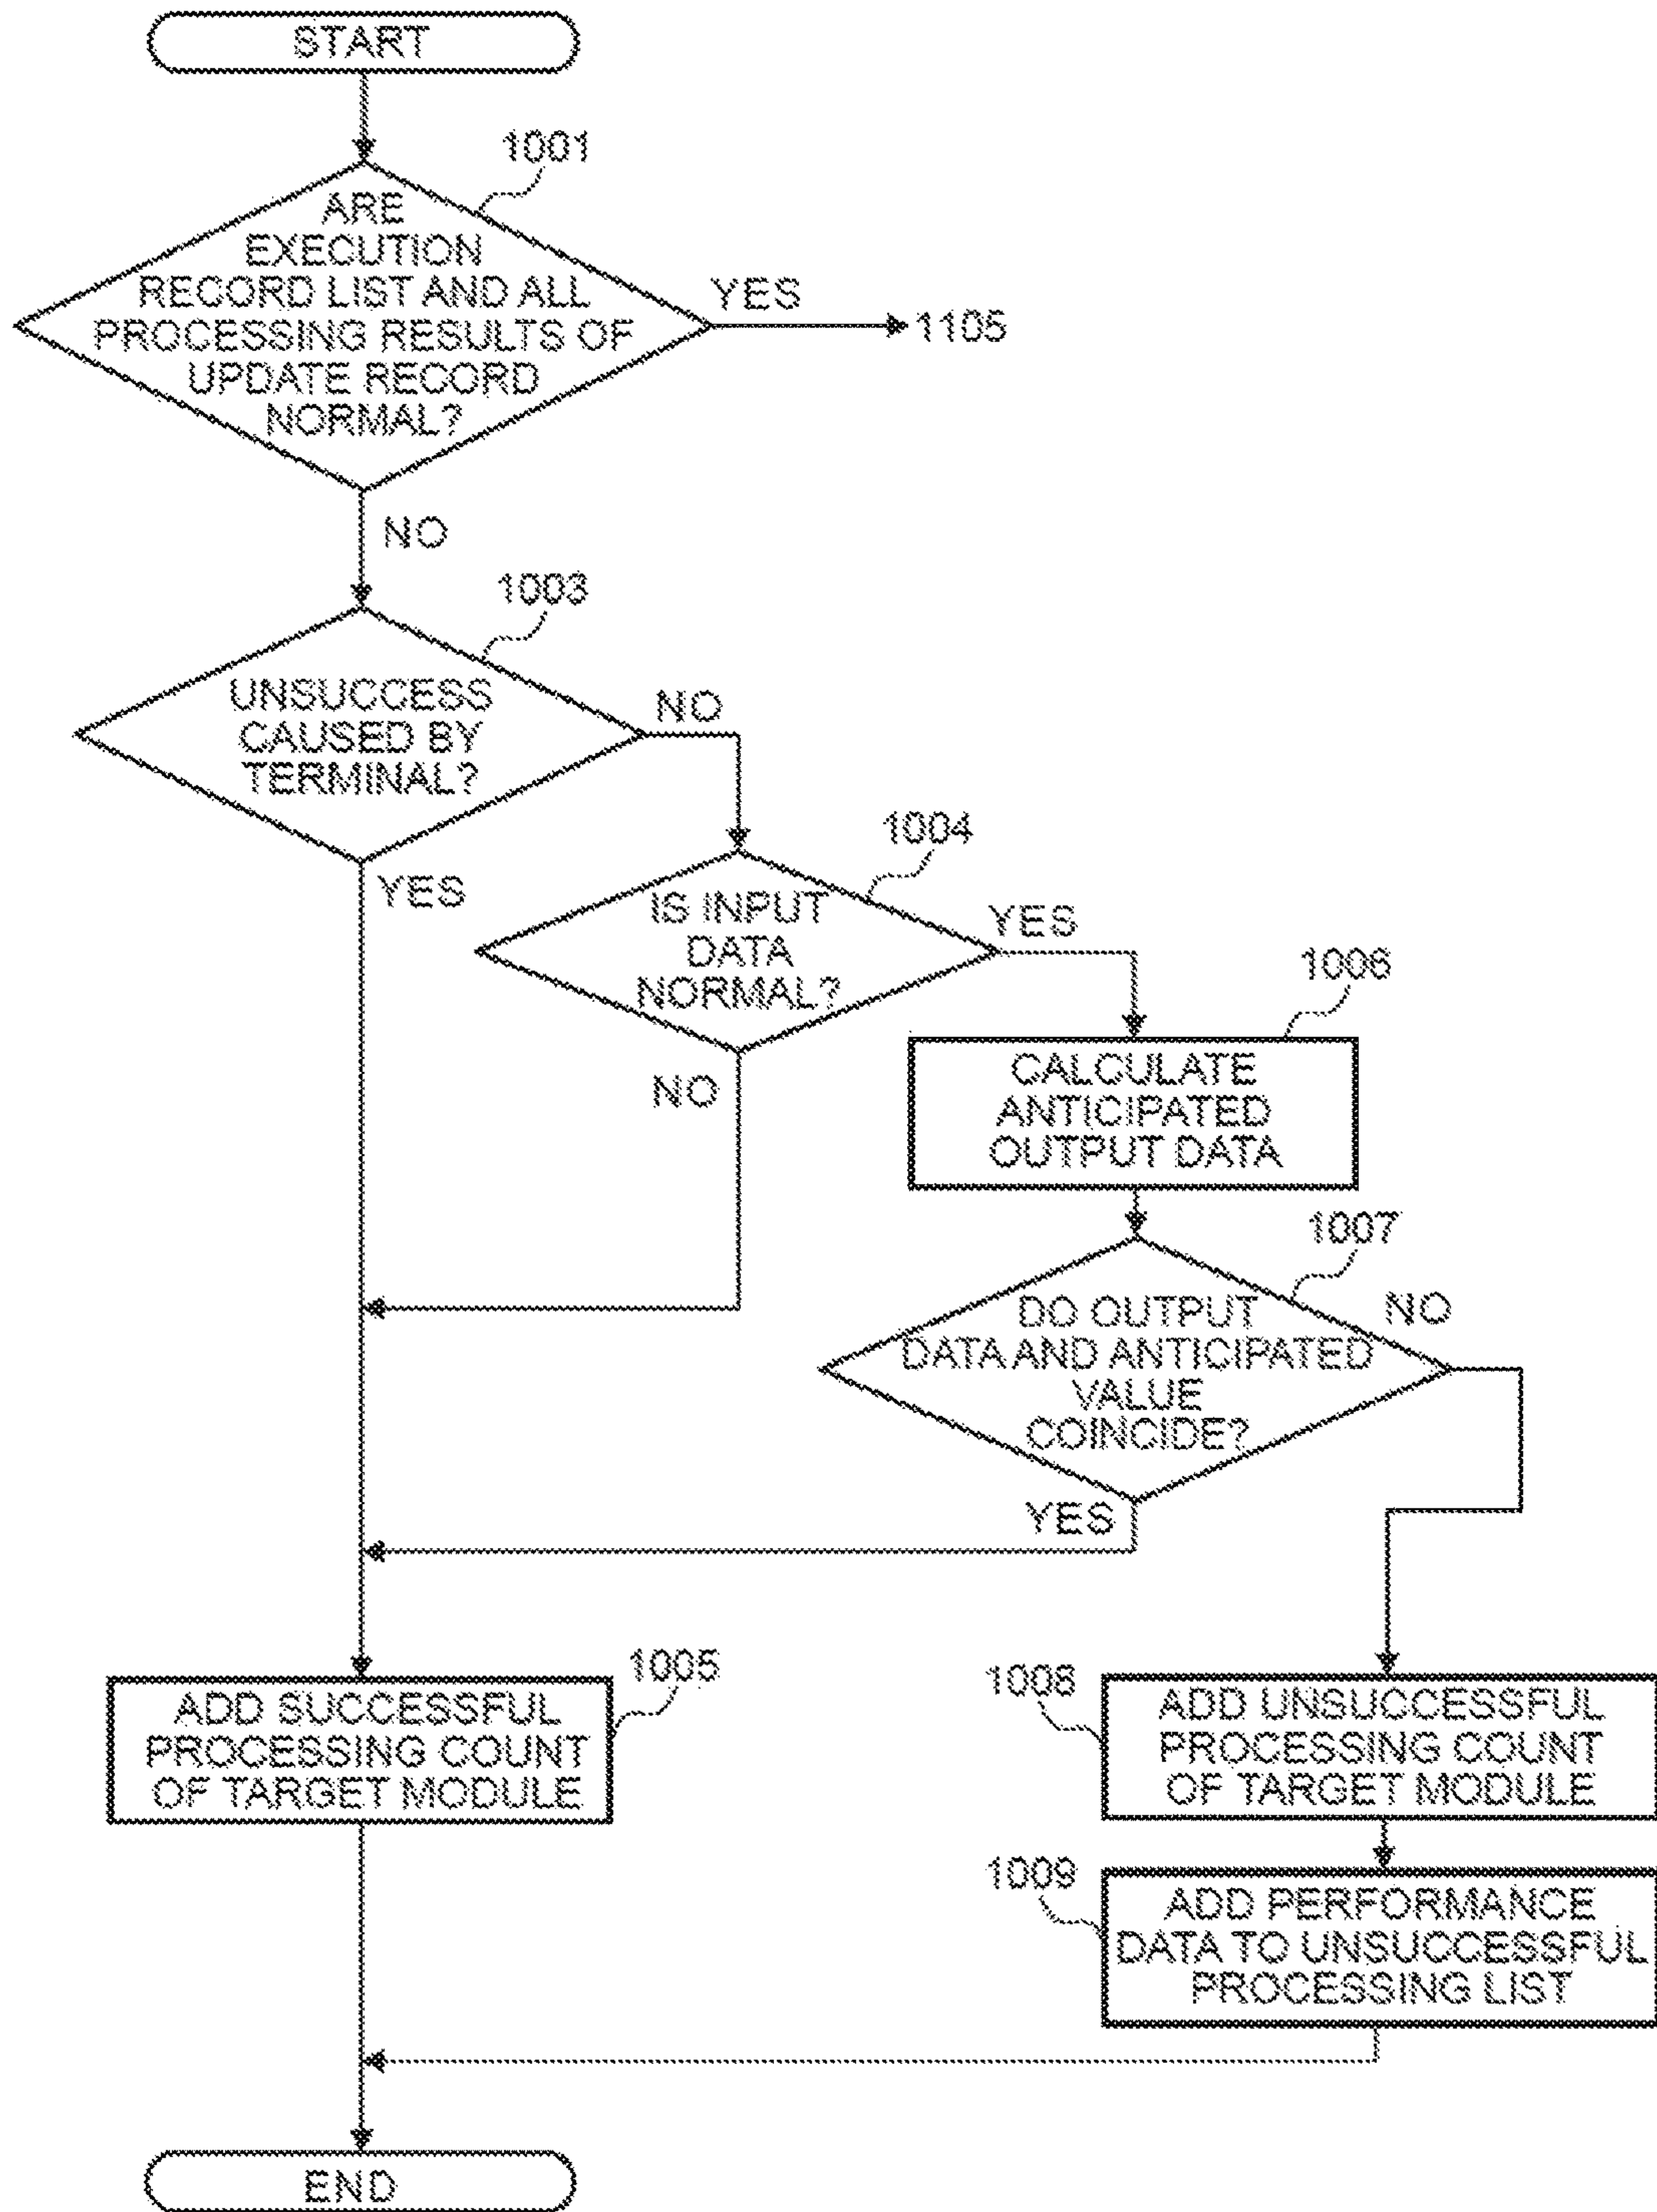 START
1001
ARE
EXECUTION
RECORD LIST AND ALL
PROCESSING RESULTS OF
UPDATE RECORD
NORMAL?
YES
1105
NO
1003
UNSUCCESS
CAUSED BY
TERMINAL?
NO
YES
1004
IS INPUT
DATA
NORMAL?
YES
NO
1006
CALCULATE
ANTICIPATED
OUTPUT DATA
1007
DO OUTPUT
DATA AND ANTICIPATED
VALUE
COINCIDE?
NO
YES
1005
ADD SUCCESSFUL
PROCESSING COUNT
OF TARGET MODULE
1008
ADD UNSUCCESSFUL
PROCESSING COUNT
OF TARGET MODULE
1009
ADD PERFORMANCE
DATA TO UNSUCCESSFUL
PROCESSING LIST
END